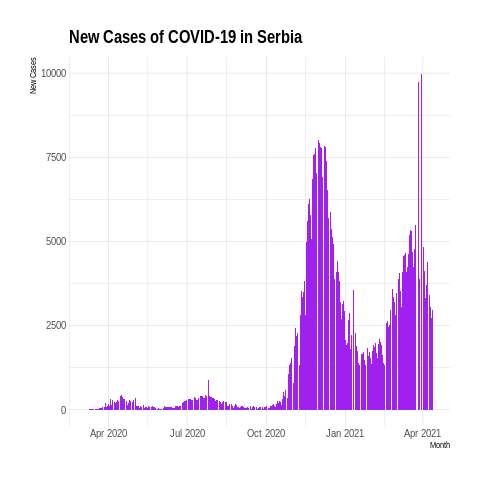 New Cases of COVID-19 in Serbia
New Cases
10000
7500
5000
2500
0
Apr 2020 Jul 2020 Oct 2020 Jan 2021 Apr 2021
Month